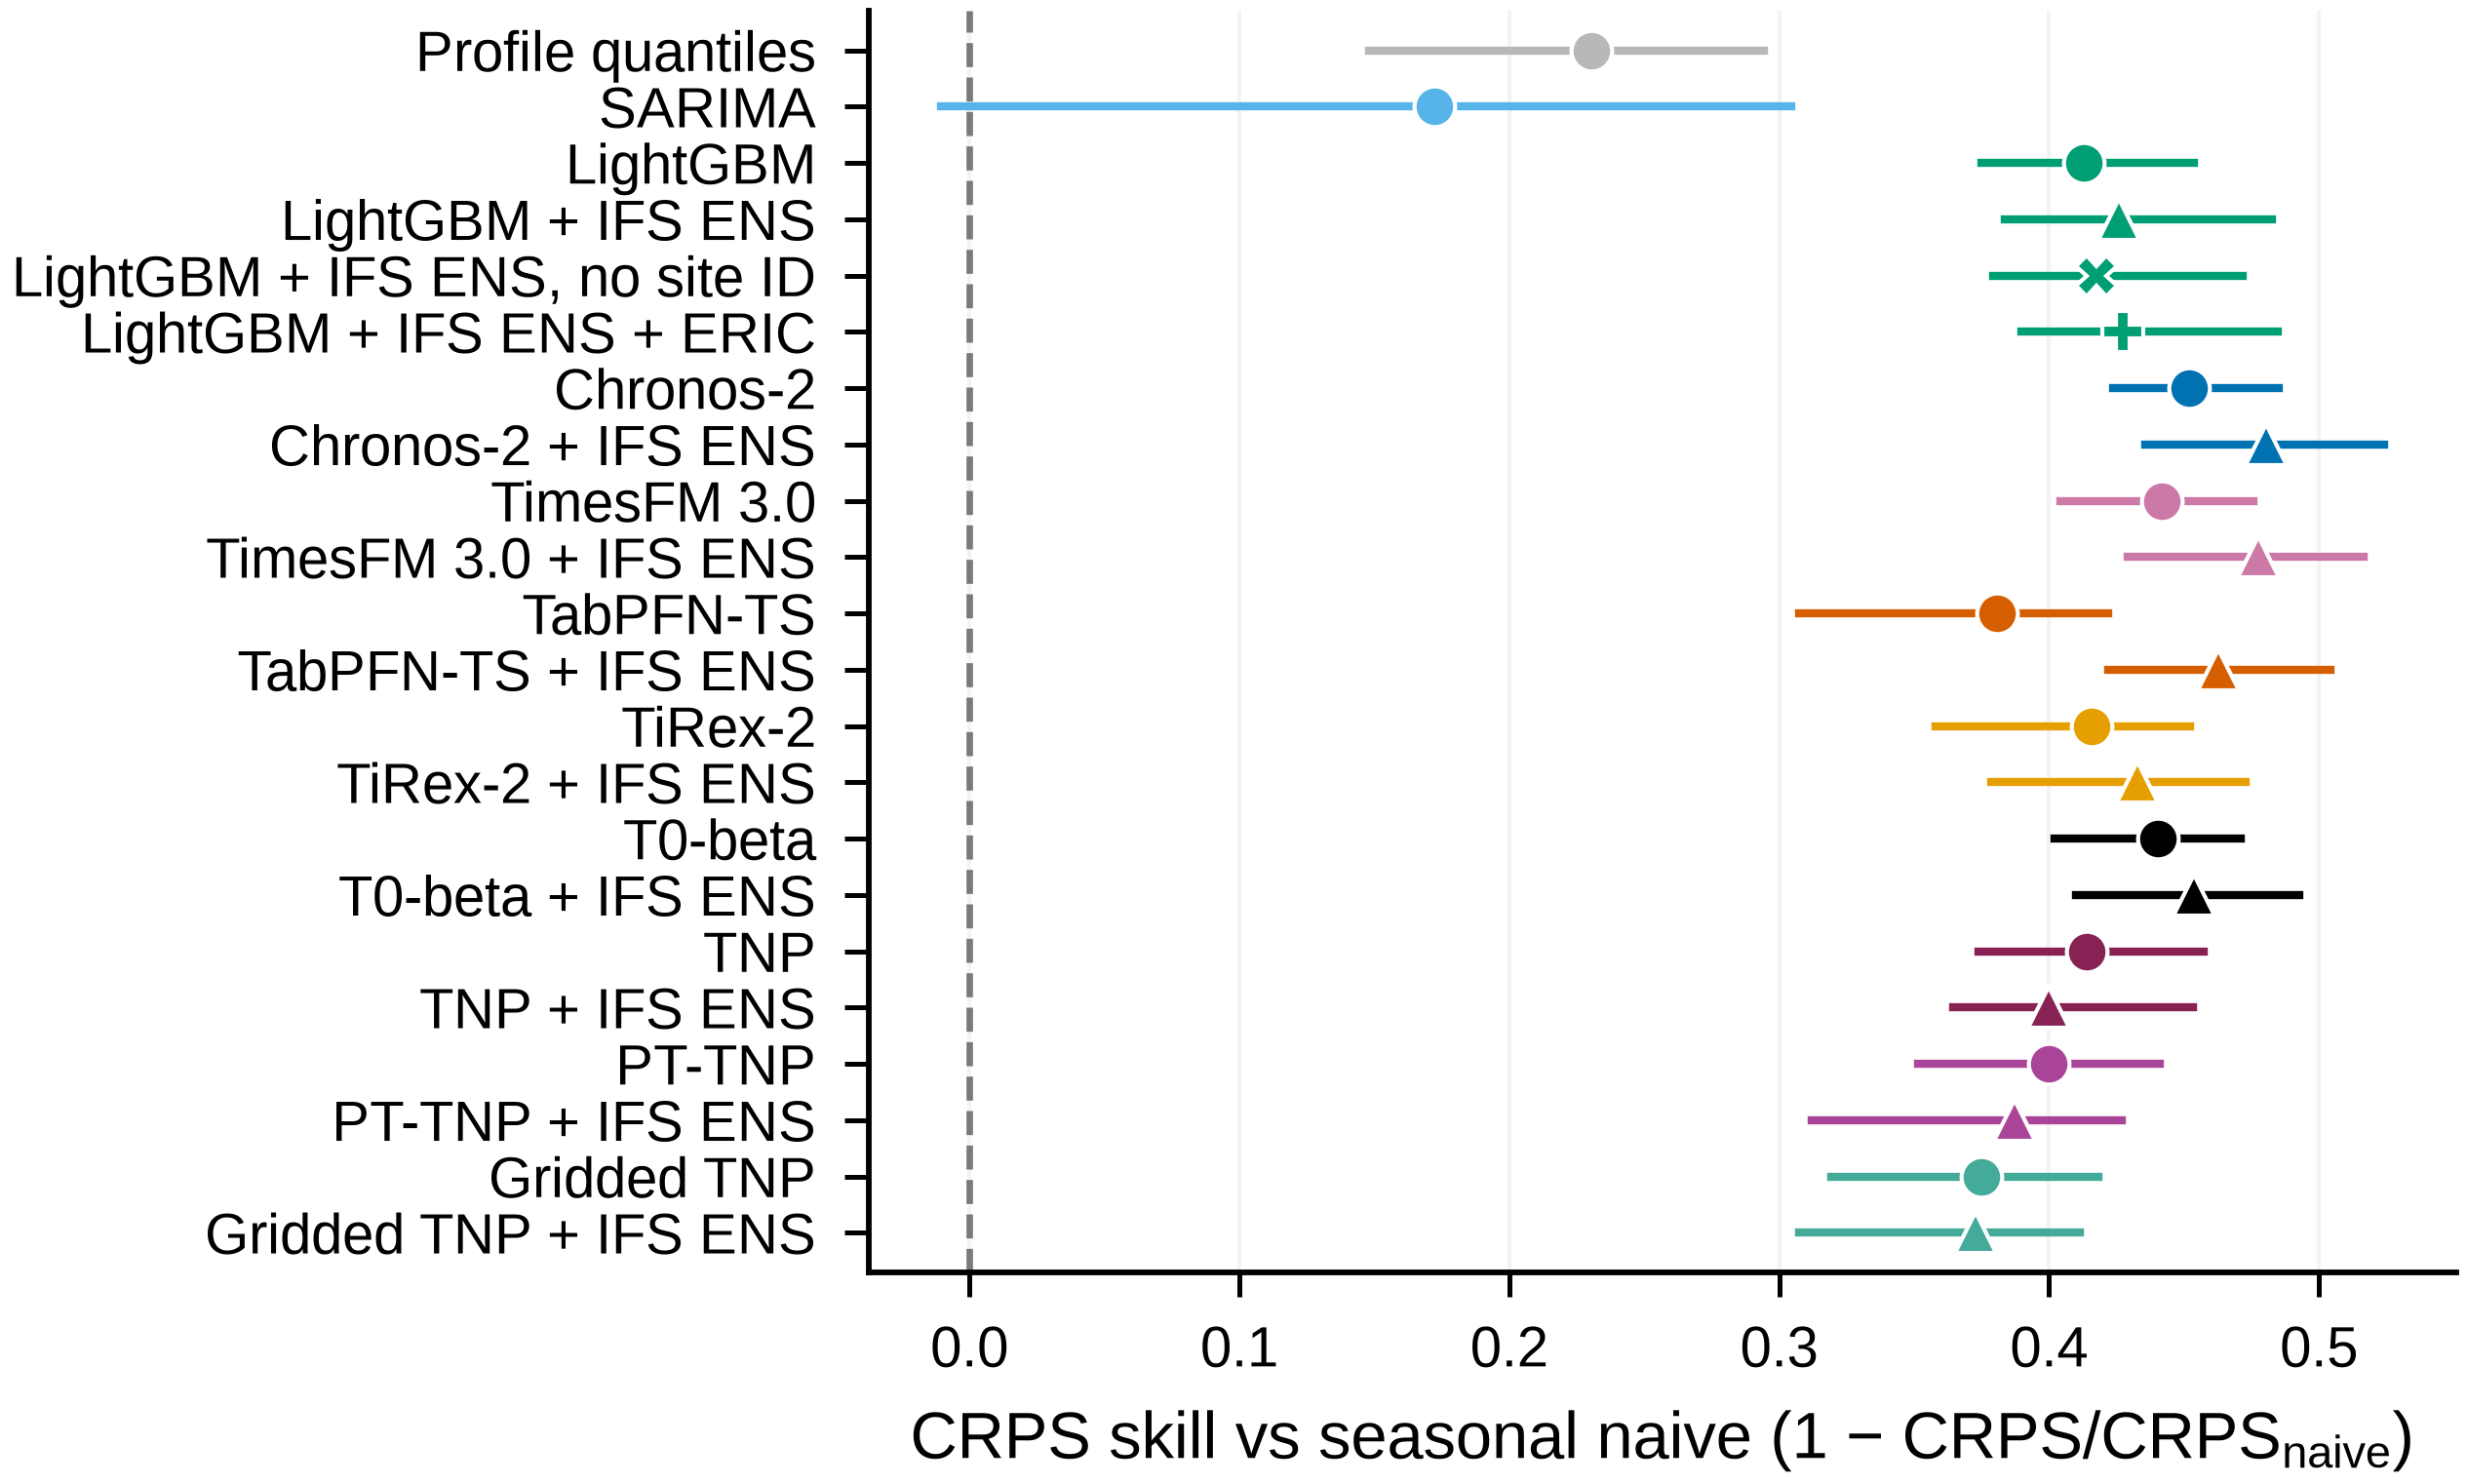 Profile quantiles
SARIMA
LightGBM
LightGBM + IFS ENS
LightGBM + IFS ENS, no site ID
LightGBM + IFS ENS + ERIC
Chronos-2
Chronos-2 + IFS ENS
TimesFM 3.0
TimesFM 3.0 + IFS ENS
TabPFN-TS
TabPFN-TS + IFS ENS
TiRex-2
TiRex-2 + IFS ENS
T0-beta
T0-beta + IFS ENS
TNP
TNP + IFS ENS
PT-TNP
PT-TNP + IFS ENS
Gridded TNP
Gridded TNP + IFS ENS
0.0 0.1 0.2 0.3 0.4 0.5
CRPS skill vs seasonal naive (1 − CRPS/CRPSnaive)